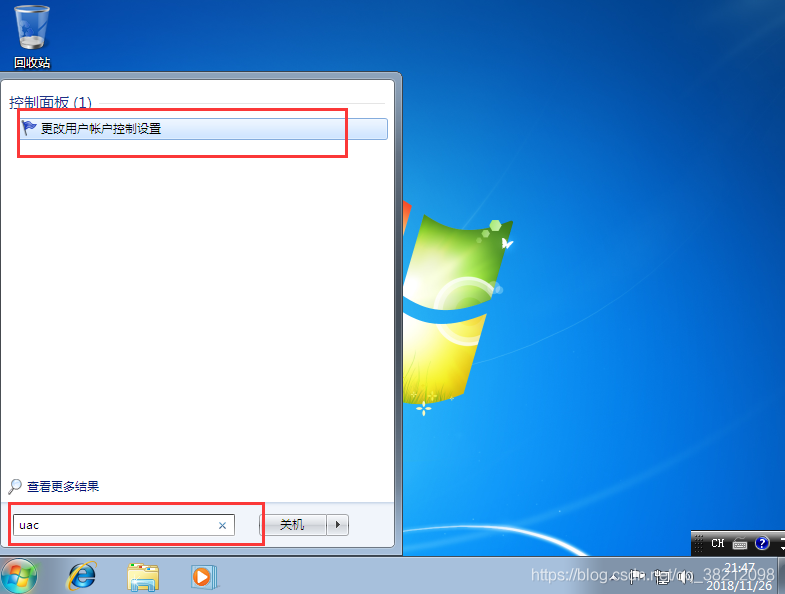 回收站
控制面板 (1)
更改用户帐户控制设置
查看更多结果
uac
关机
CH
21:47
https://blog.csdn.net/qq_38212098
2018/11/26